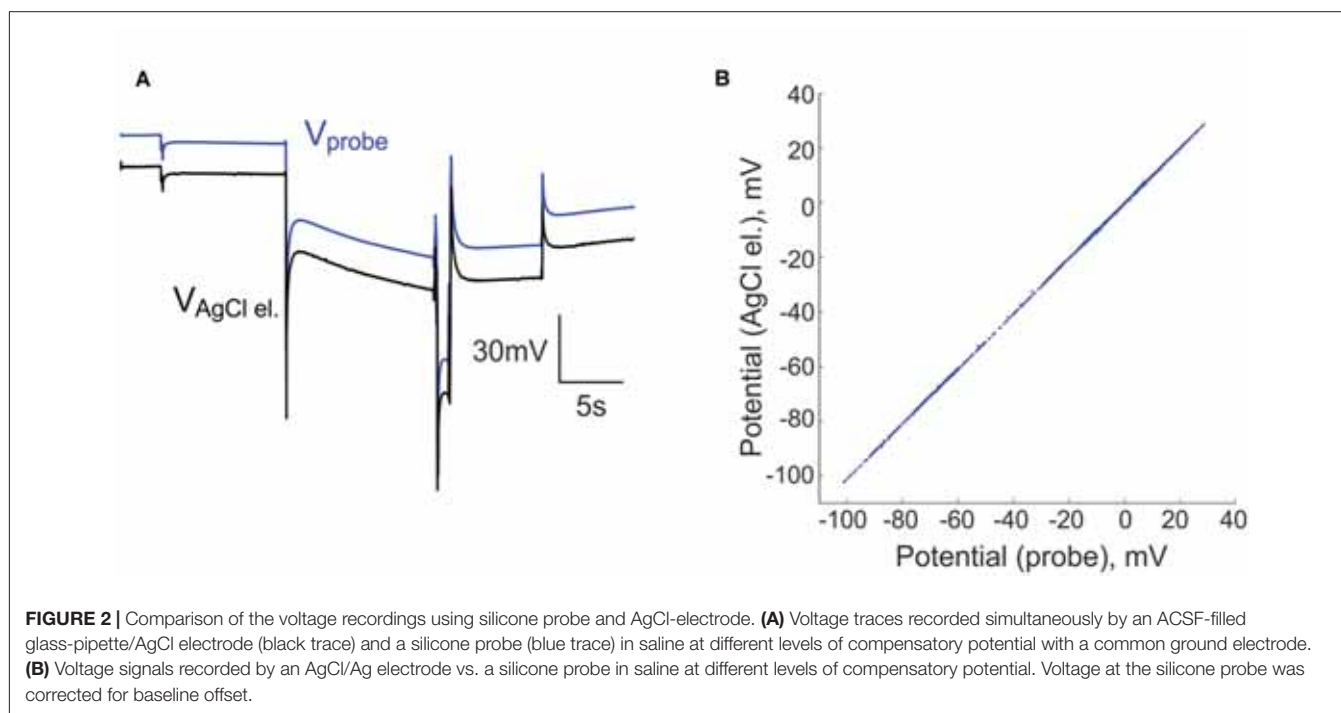 A
B
V probe
V AgCl el.
30mV
5s
40
20
0
-20
-40
-60
-80
-100
Potential (AgCl el.), mV
-100 -80 -60 -40 -20 0 20 40
Potential (probe), mV
FIGURE 2 | Comparison of the voltage recordings using silicone probe and AgCl-electrode. (A) Voltage traces recorded simultaneously by an ACSF-filled
glass-pipette/AgCl electrode (black trace) and a silicone probe (blue trace) in saline at different levels of compensatory potential with a common ground electrode.
(B) Voltage signals recorded by an AgCl/Ag electrode vs. a silicone probe in saline at different levels of compensatory potential. Voltage at the silicone probe was
corrected for baseline offset.